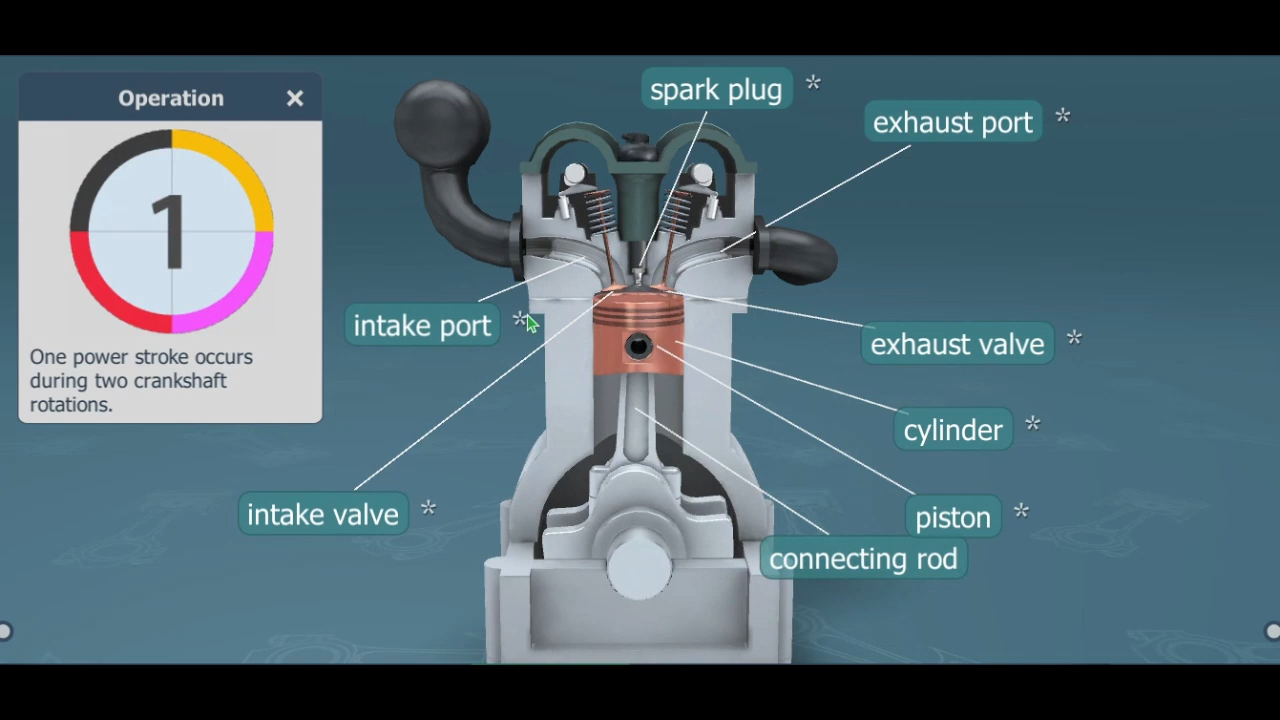 Operation ×
1
One power stroke occurs
during two crankshaft
rotations.
spark plug *
exhaust port *
intake port *
exhaust valve *
cylinder *
intake valve *
piston *
connecting rod